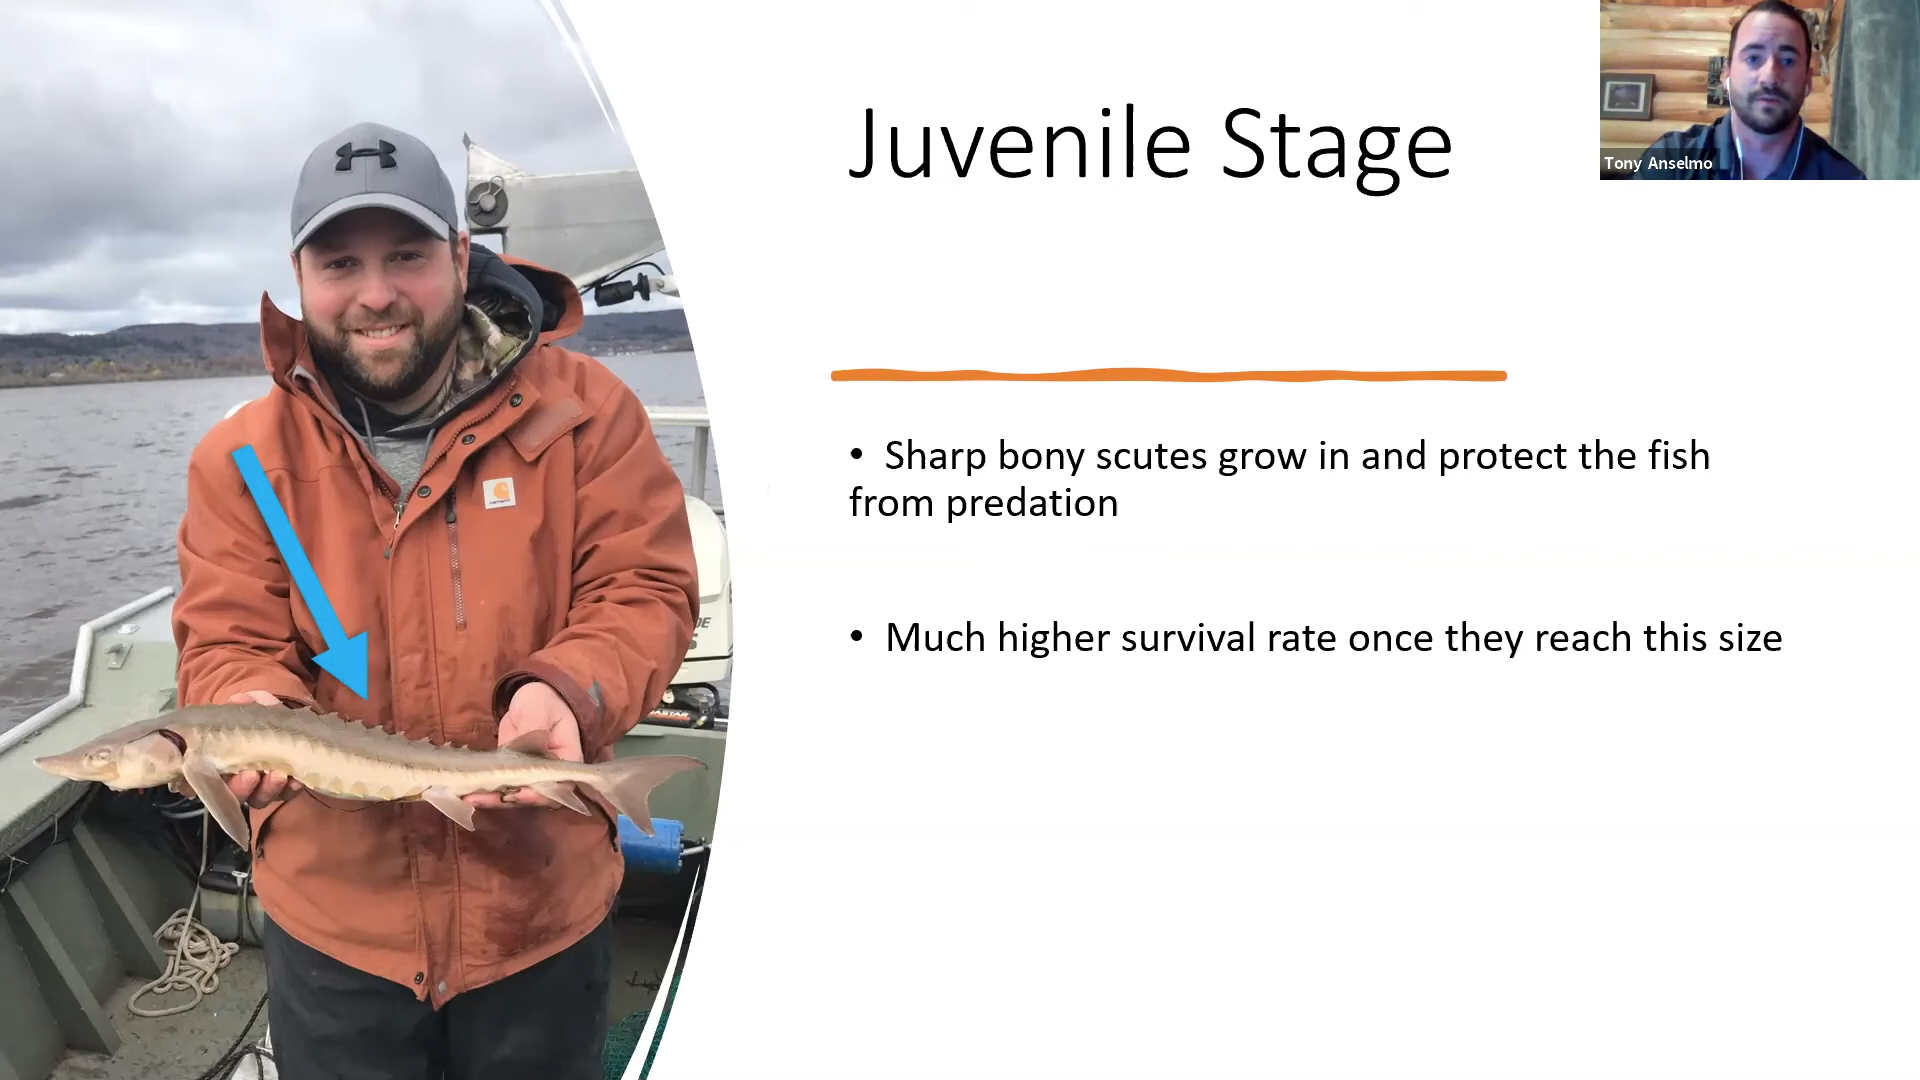 Juvenile Stage
Tony Anselmo
• Sharp bony scutes grow in and protect the fish
from predation
• Much higher survival rate once they reach this size